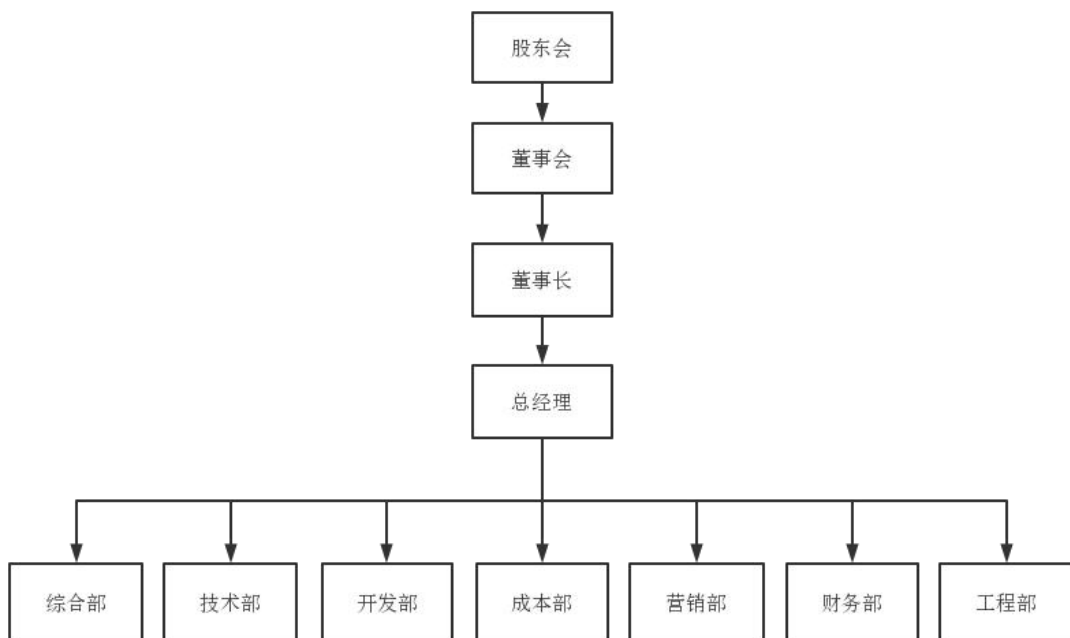 股东会
董事会
董事长
总经理
综合部 技术部 开发部 成本部 营销部 财务部 工程部